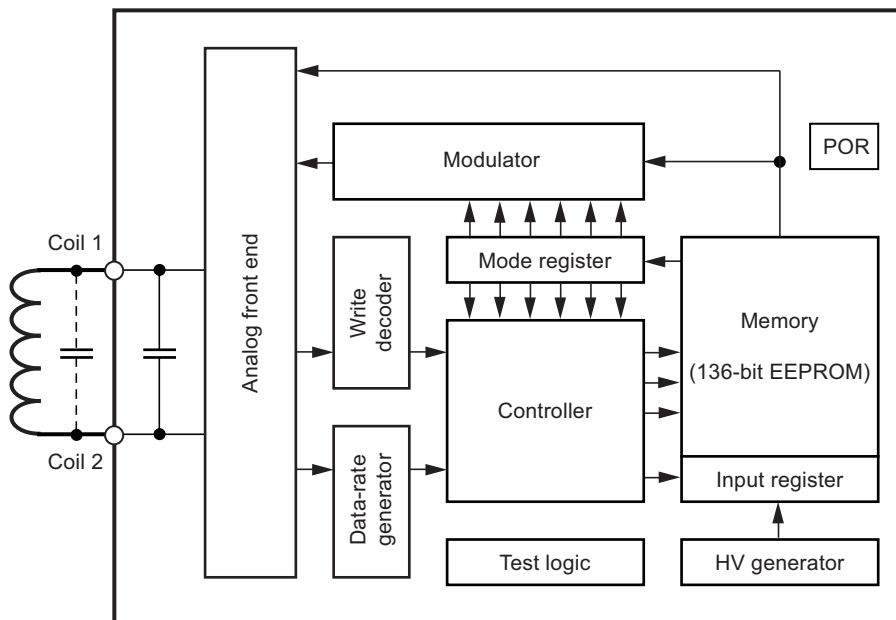 POR
Modulator
Coil 1
Mode register
Analog front end
Write
decoder
Memory
(136-bit EEPROM)
Controller
Coil 2
Data-rate
generator
Input register
Test logic
HV generator